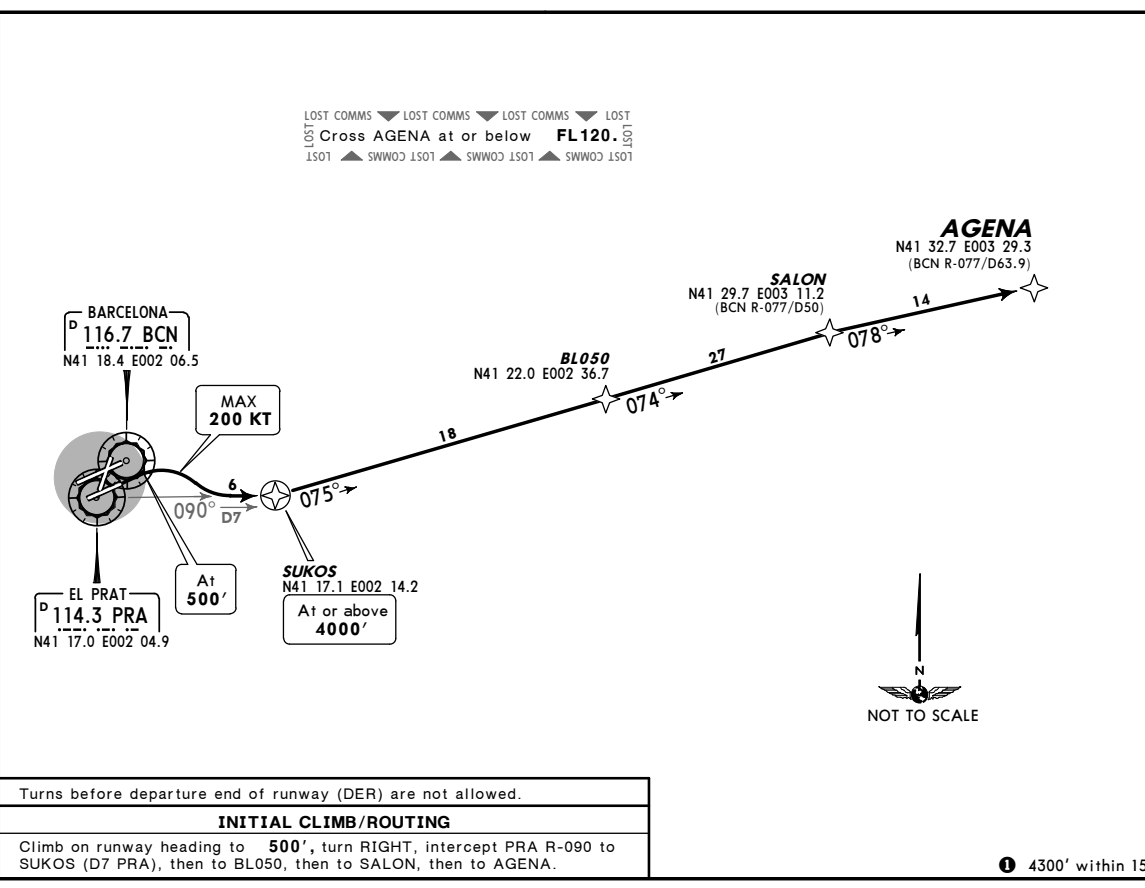 LOST COMMS LOST COMMS LOST COMMS LOST
LOST Cross AGENA at or below FL120. LOST
LOST COMMS LOST COMMS LOST COMMS LOST
AGENA
N41 32.7 E003 29.3
(BCN R-077/D63.9)
SALON
N41 29.7 E003 11.2
(BCN R-077/D50)
14
078°
BARCELONA
D 116.7 BCN
N41 18.4 E002 06.5
BL050
N41 22.0 E002 36.7
27
074°
MAX
200 KT
18
6
075°
090°
D7
At
500'
SUKOS
N41 17.1 E002 14.2
At or above
4000'
EL PRAT
D 114.3 PRA
N41 17.0 E002 04.9
N
NOT TO SCALE
Turns before departure end of runway (DER) are not allowed.
INITIAL CLIMB/ROUTING
Climb on runway heading to 500', turn RIGHT, intercept PRA R-090 to
SUKOS (D7 PRA), then to BL050, then to SALON, then to AGENA.
❶ 4300' within 15